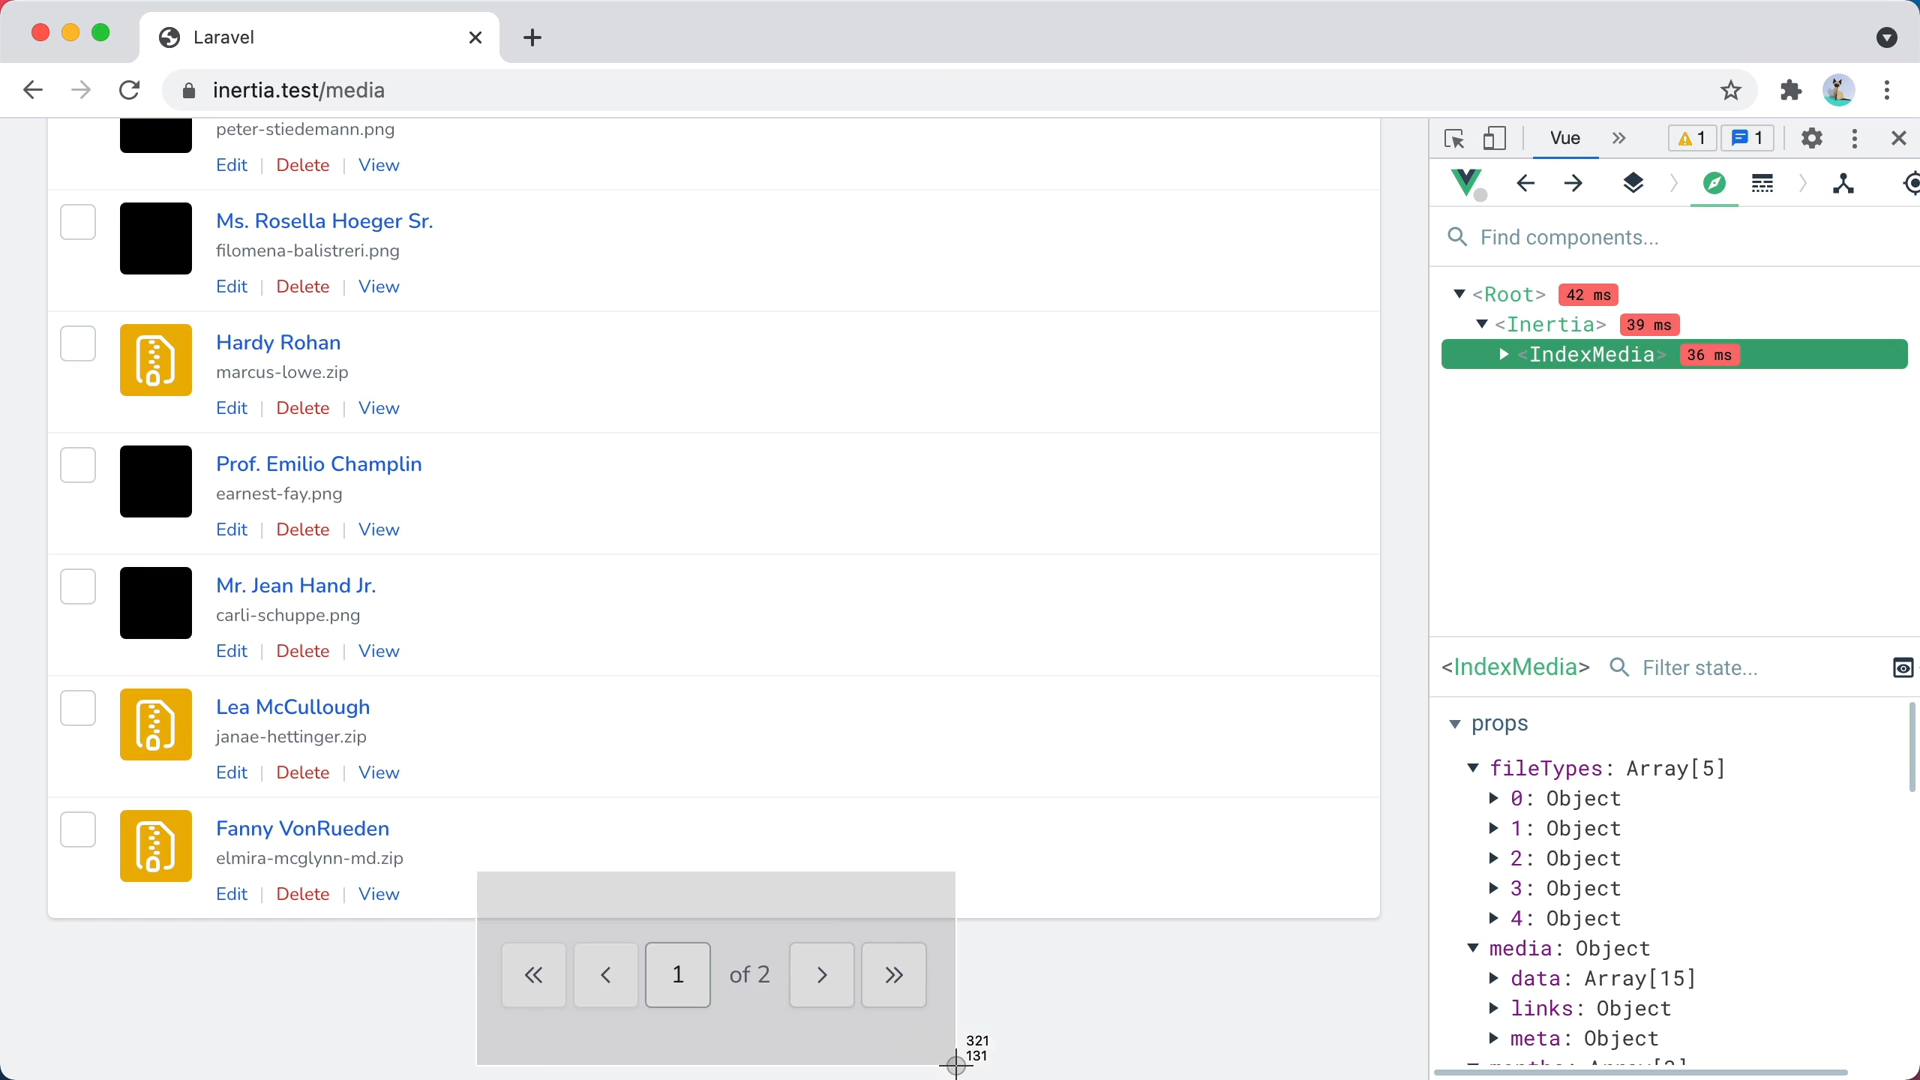 Laravel
inertia.test/media
peter-stiedemann.png
Edit | Delete | View
Ms. Rosella Hoeger Sr.
filomena-balistreri.png
Edit | Delete | View
Hardy Rohan
marcus-lowe.zip
Edit | Delete | View
Prof. Emilio Champlin
earnest-fay.png
Edit | Delete | View
Mr. Jean Hand Jr.
carli-schuppe.png
Edit | Delete | View
Lea McCullough
janae-hettinger.zip
Edit | Delete | View
Fanny VonRueden
elmira-mcglynn-md.zip
Edit | Delete | View
« ‹ 1 of 2 › »
321
131
Vue » 1 1
Find components...
<Root> 42 ms
<Inertia> 39 ms
<IndexMedia> 36 ms
<IndexMedia> Filter state...
props
fileTypes: Array[5]
0: Object
1: Object
2: Object
3: Object
4: Object
media: Object
data: Array[15]
links: Object
meta: Object